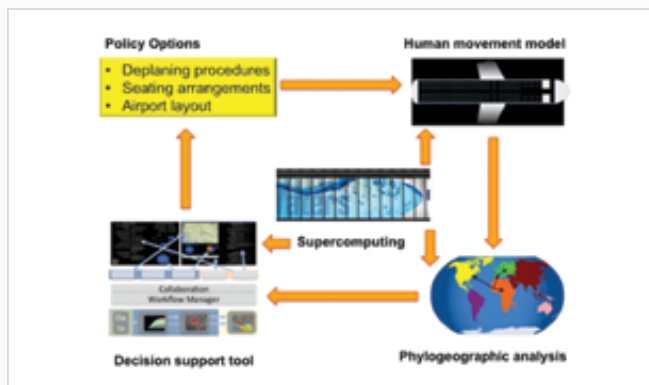 Policy Options
Human movement model
• Deplaning procedures
• Seating arrangements
• Airport layout
Supercomputing
Collaboration
Workflow Manager
Decision support tool
Phylogeographic analysis